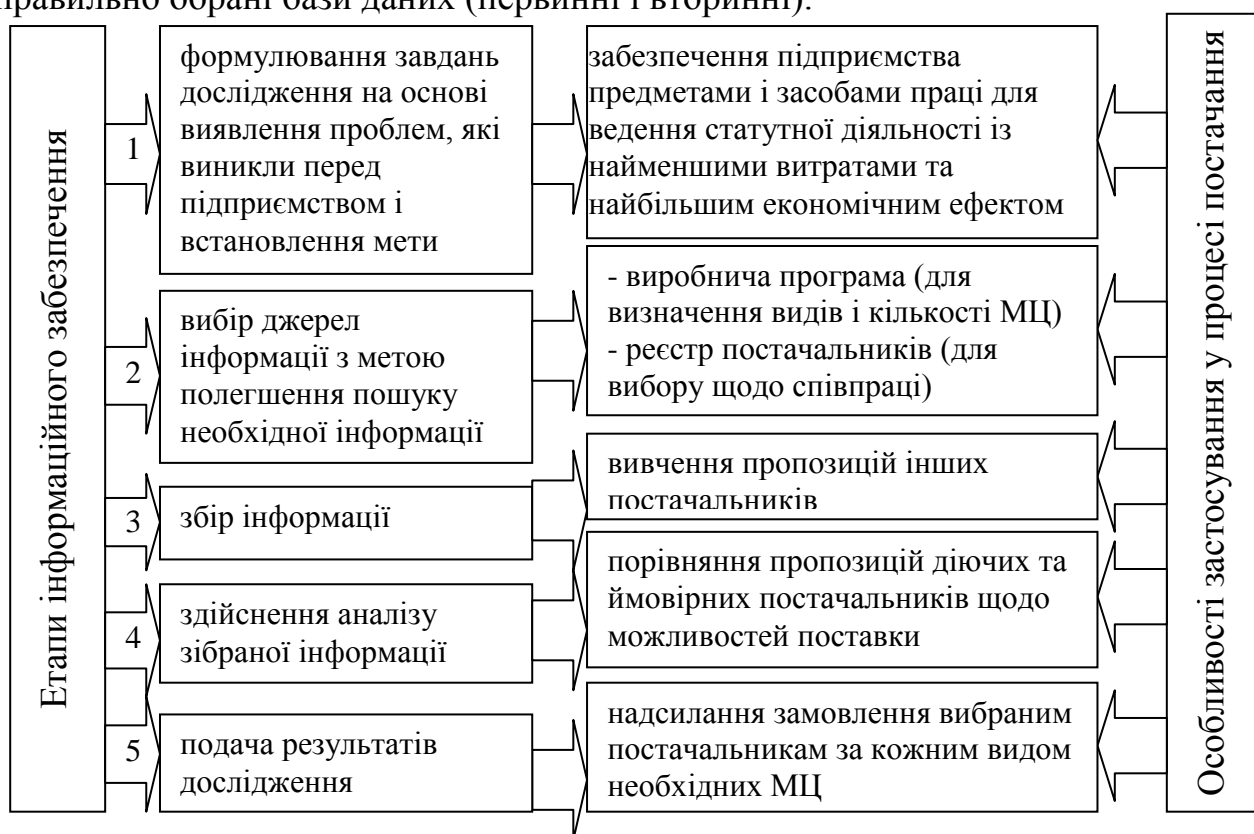 правильно обрані бази даних (первинні і вторинні).
Етапи інформаційного забезпечення
1
формулювання завдань
дослідження на основі
виявлення проблем, які
виникли перед
підприємством і
встановлення мети
забезпечення підприємства
предметами і засобами праці для
ведення статутної діяльності із
найменшими витратами та
найбільшим економічним ефектом
2
вибір джерел
інформації з метою
полегшення пошуку
необхідної інформації
- виробнича програма (для
визначення видів і кількості МЦ)
- реєстр постачальників (для
вибору щодо співпраці)
3
збір інформації
вивчення пропозицій інших
постачальників
4
здійснення аналізу
зібраної інформації
порівняння пропозицій діючих та
ймовірних постачальників щодо
можливостей поставки
5
подача результатів
дослідження
надсилання замовлення вибраним
постачальникам за кожним видом
необхідних МЦ
Особливості застосування у процесі постачання